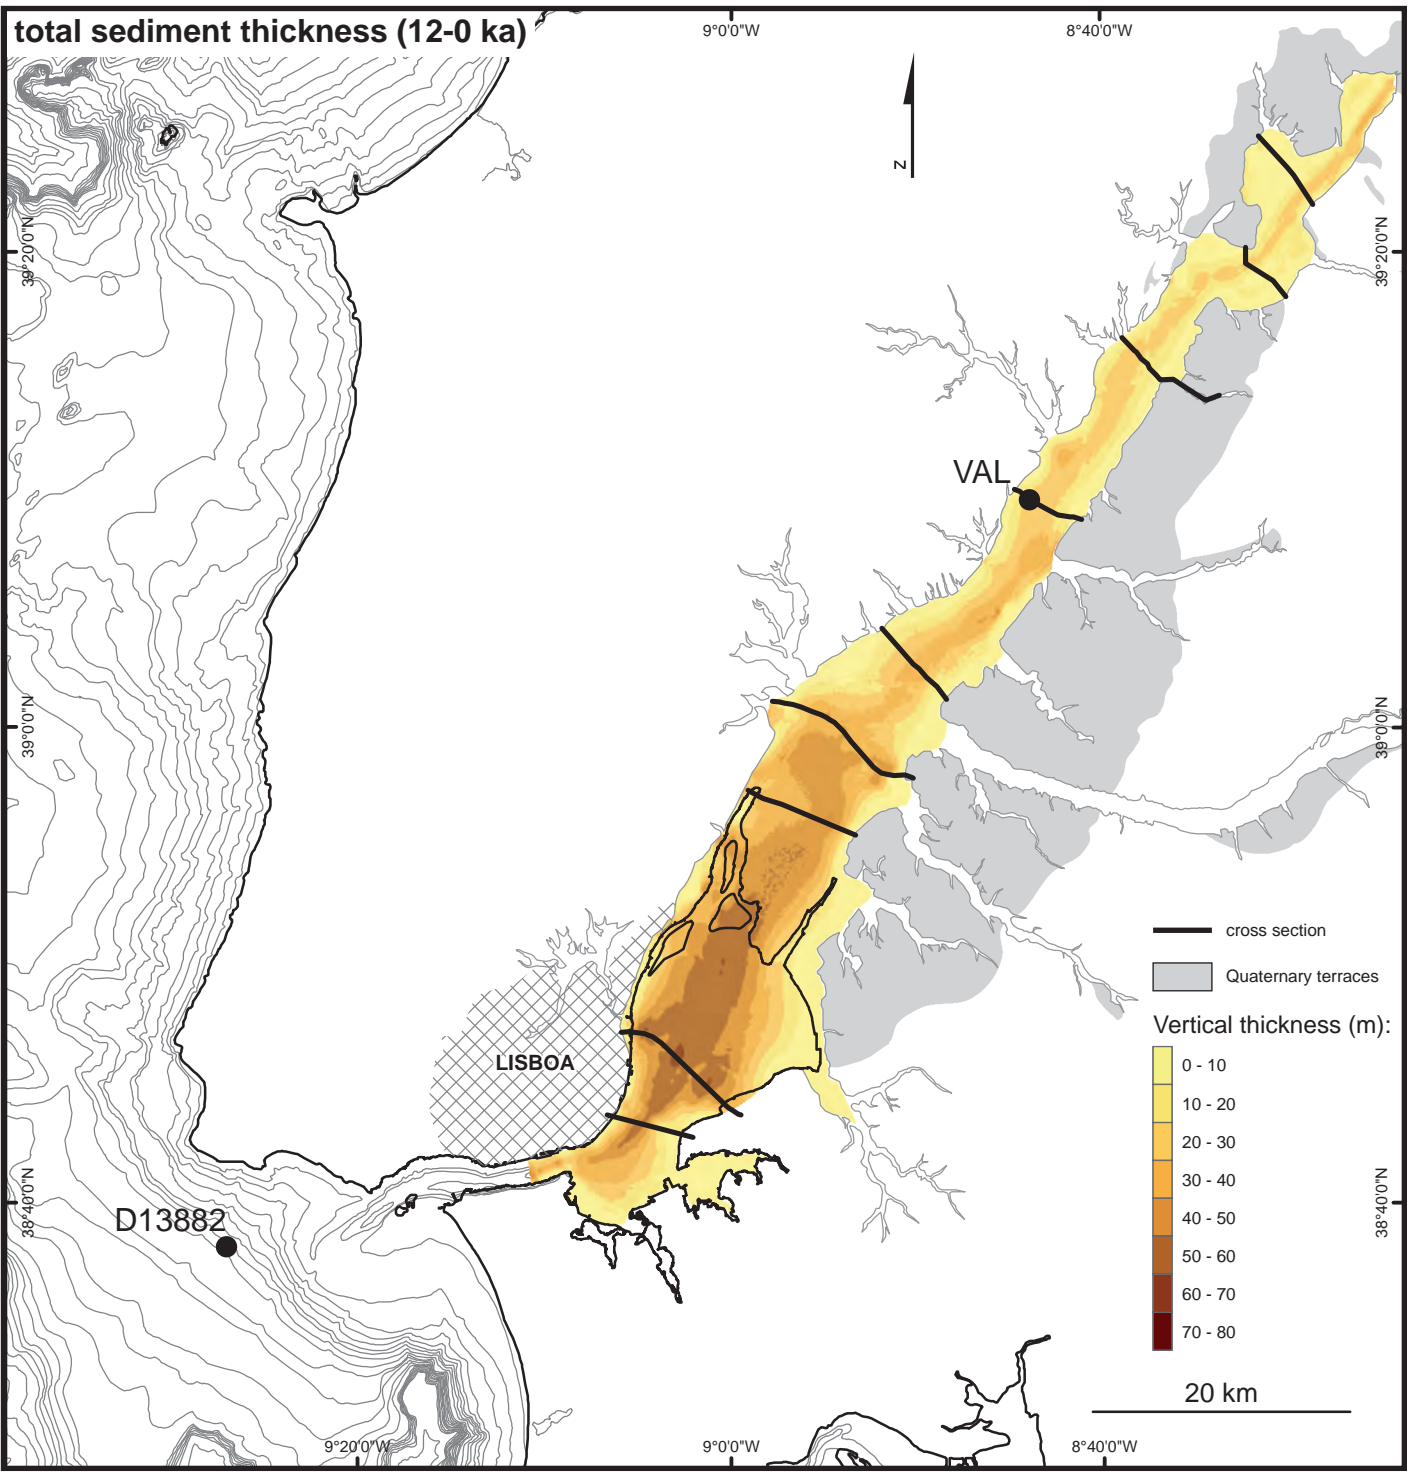 total sediment thickness (12-0 ka)
9°0'0"W
8°40'0"W
N
39°20'0"N
39°20'0"N
VAL
39°0'0"N
39°0'0"N
cross section
Quaternary terraces
Vertical thickness (m):
LISBOA
0 - 10
10 - 20
20 - 30
30 - 40
40 - 50
50 - 60
60 - 70
70 - 80
38°40'0"N
38°40'0"N
D13882
20 km
9°20'0"W
9°0'0"W
8°40'0"W